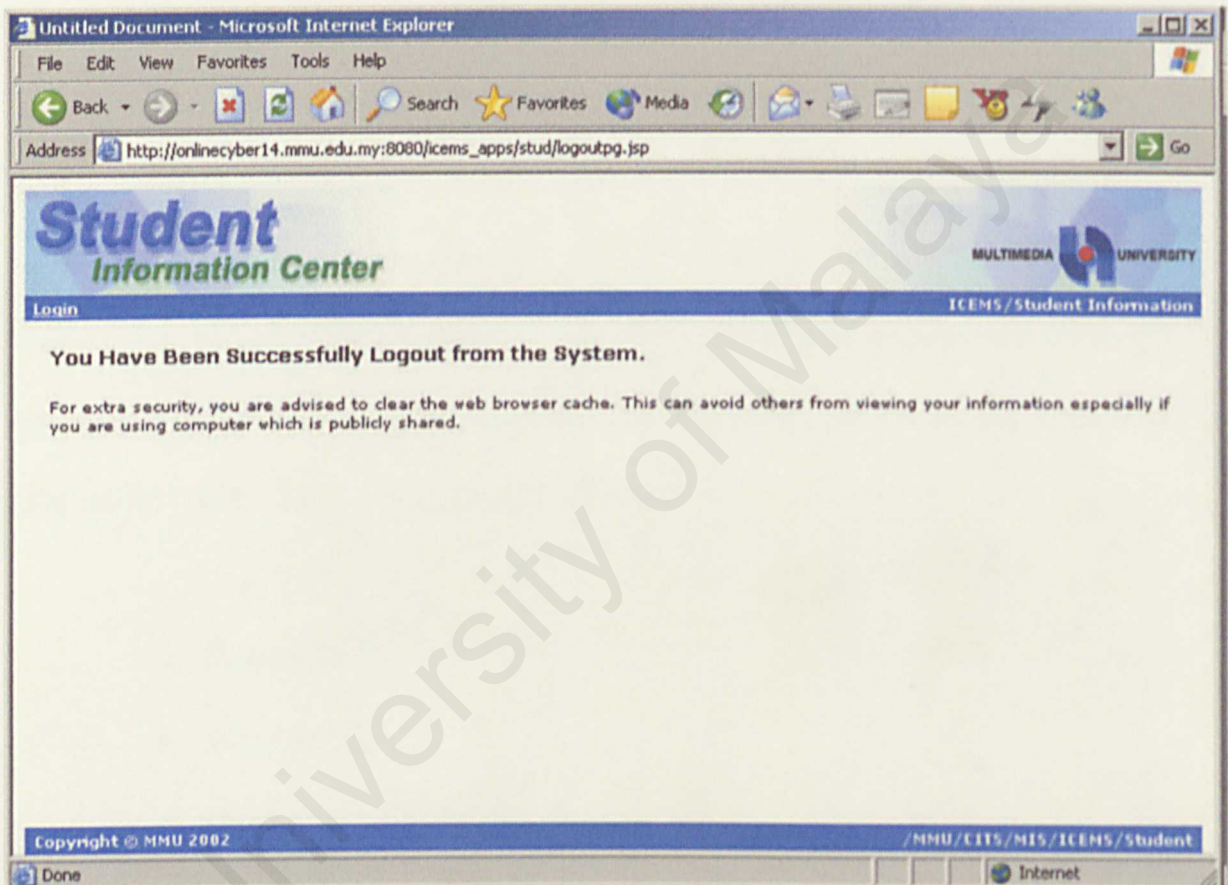 Untitled Document - Microsoft Internet Explorer
File Edit View Favorites Tools Help
Back Search Favorites Media
Address http://onlinecyber14.mmu.edu.my:8080/icems_apps/stud/logoutpg.jsp Go
Student
Information Center
MULTIMEDIA UNIVERSITY
Login ICEMS/Student Information
You Have Been Successfully Logout from the System.
For extra security, you are advised to clear the web browser cache. This can avoid others from viewing your information especially if
you are using computer which is publicly shared.
Copyright © MMU 2002 /MMU/CITS/MIS/ICEMS/Student
Done Internet
University of Malaya